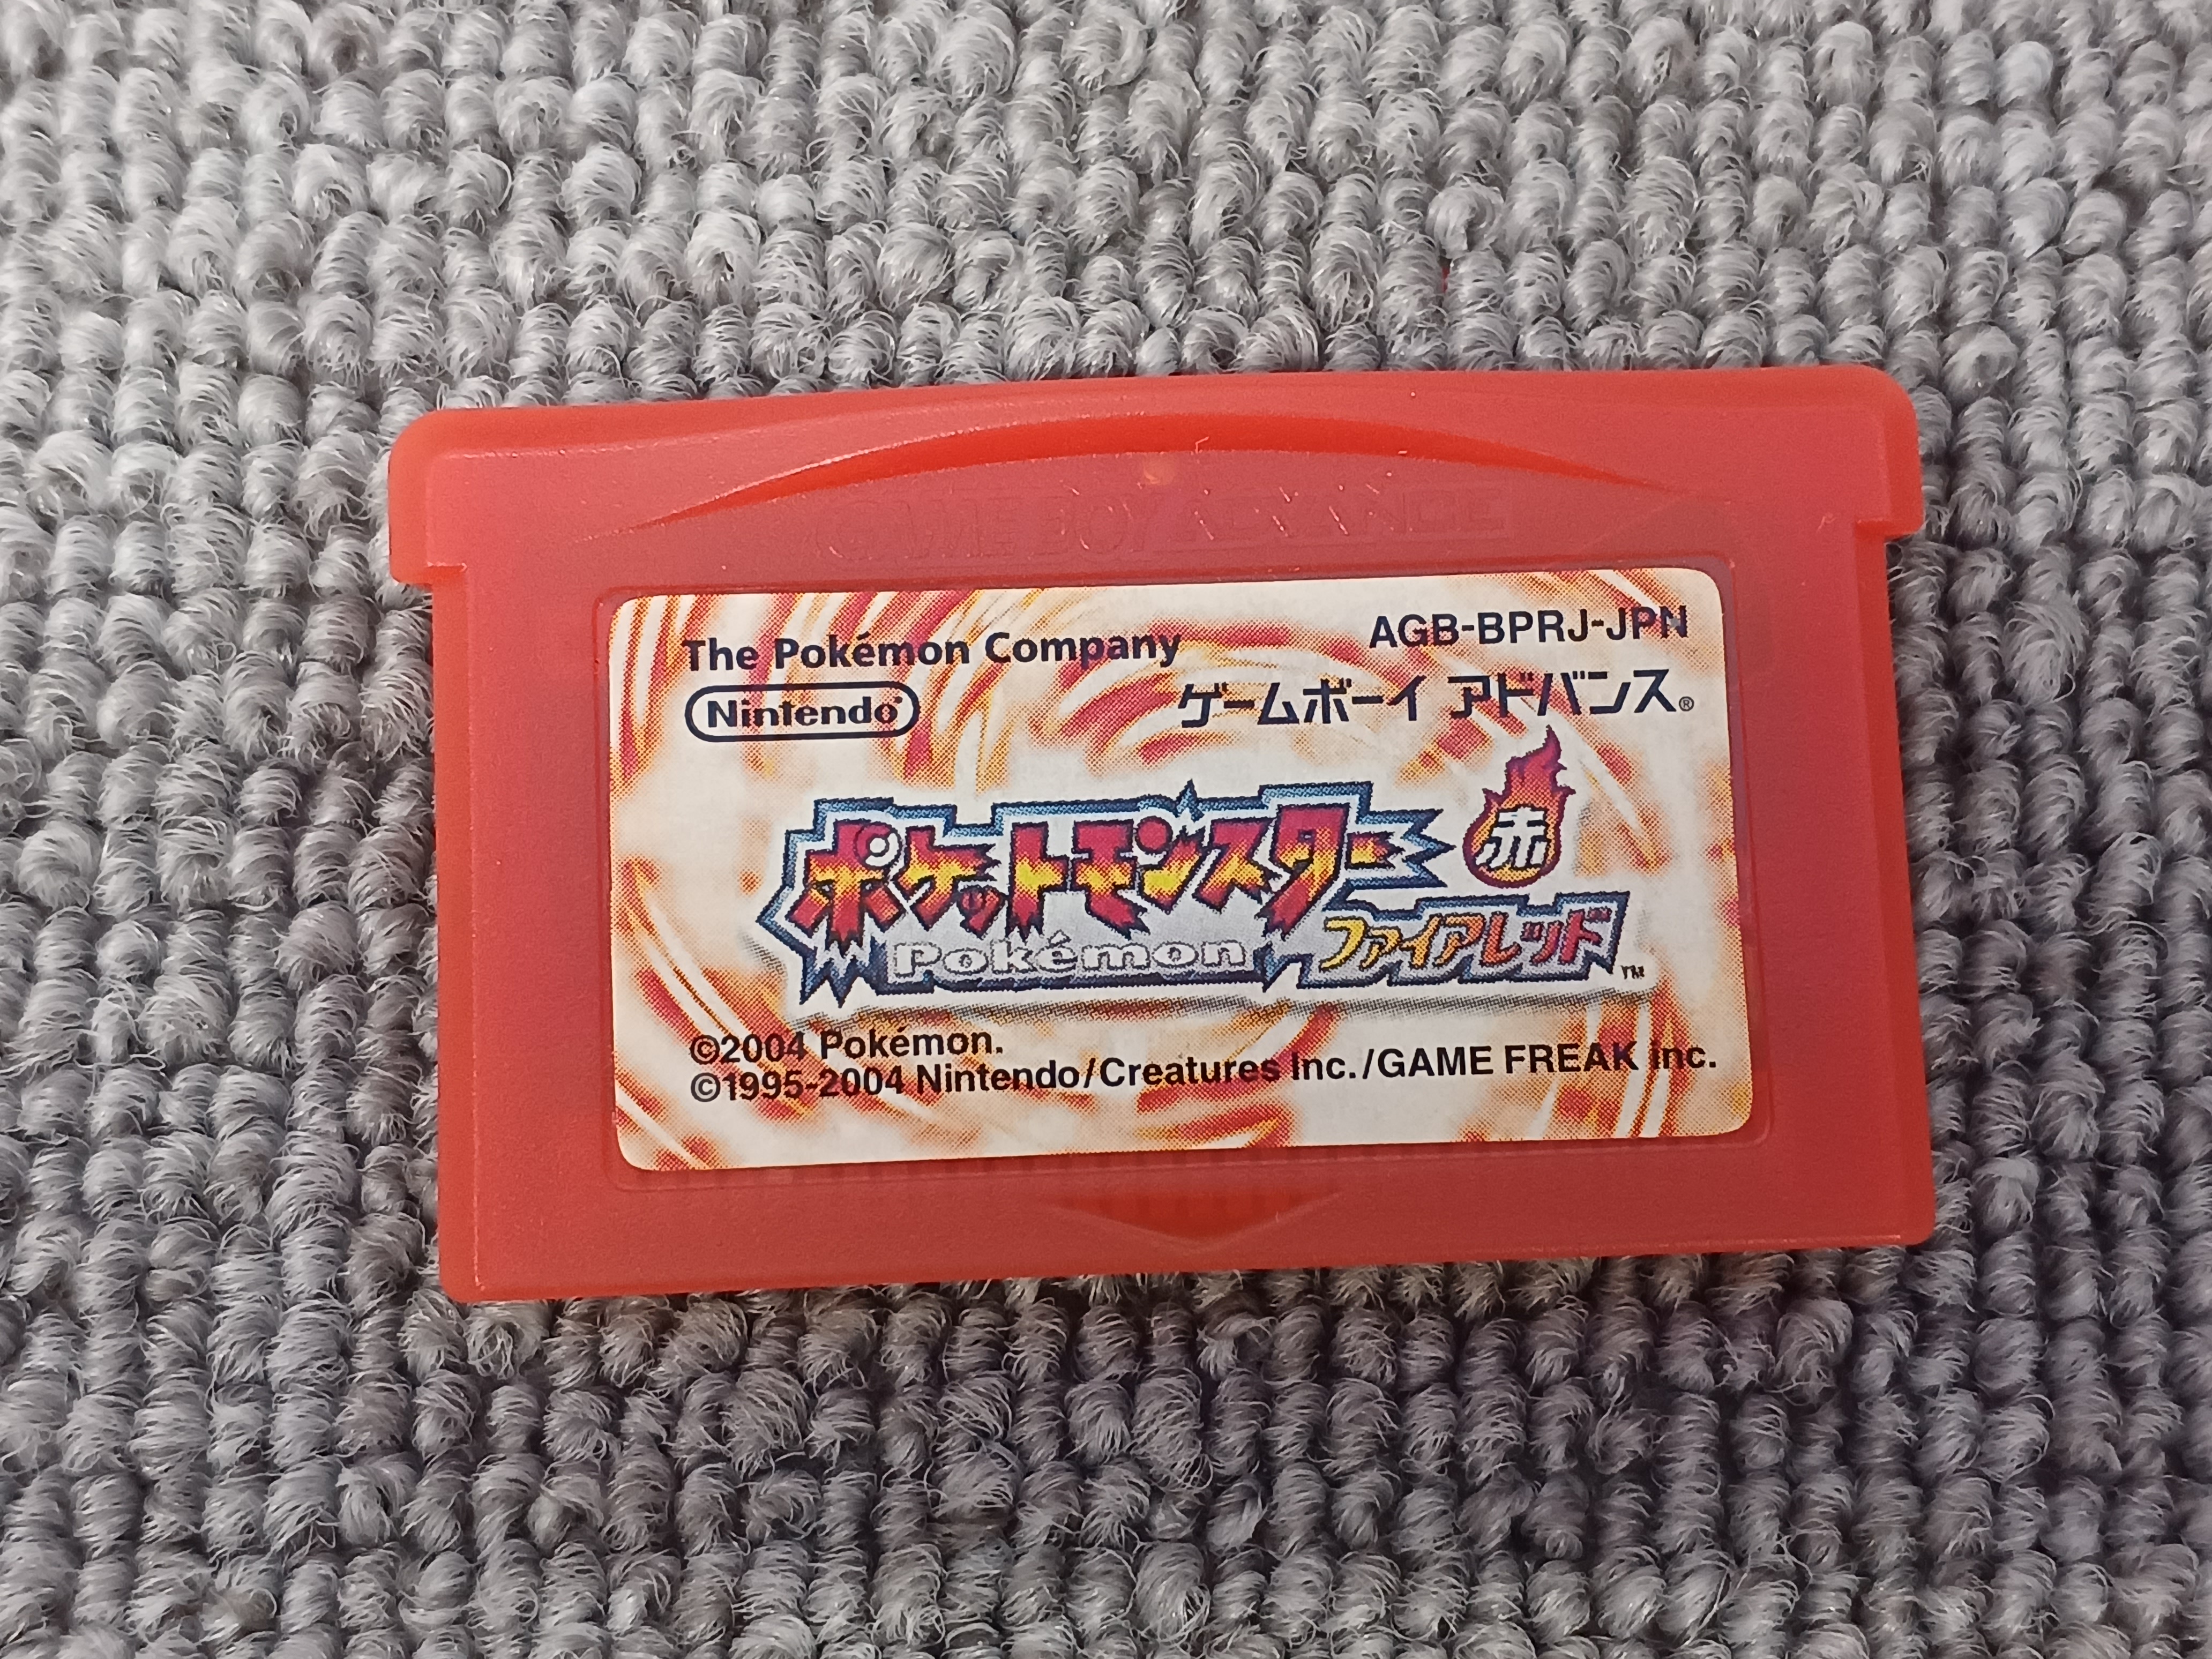 GAME BOY ADVANCE
The Pokémon Company
AGB-BPRJ-JPN
Nintendo®
ゲームボーイ アドバンス®
赤
ポケットモンスター
Pokémon
ファイアレッド™
©2004 Pokémon.
©1995-2004 Nintendo/Creatures Inc./GAME FREAK inc.